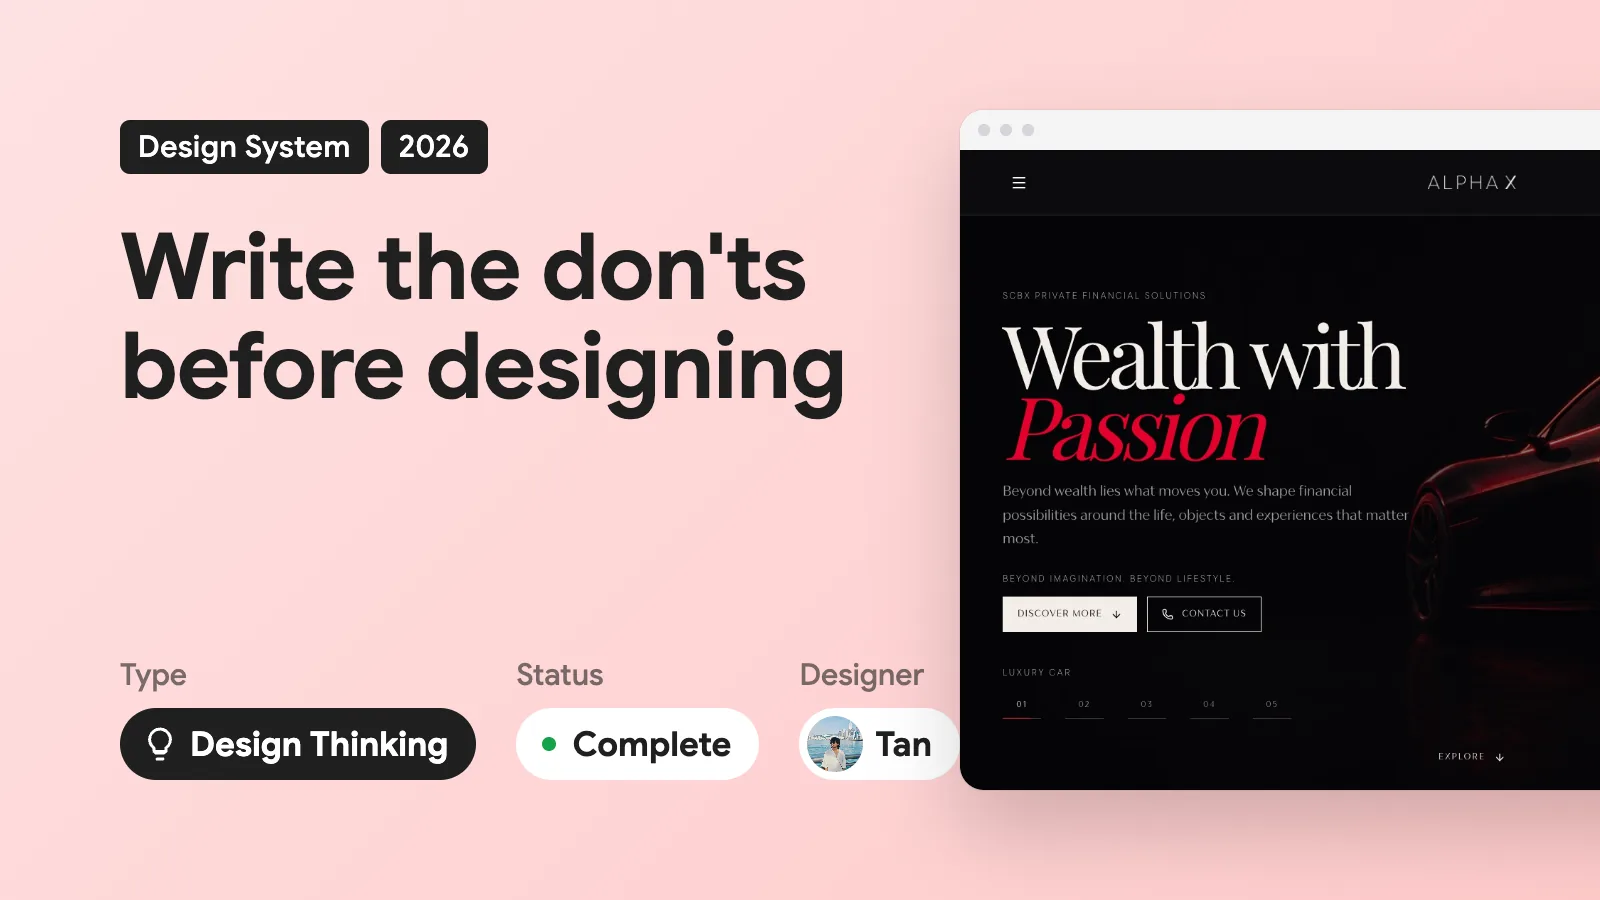 Design System
2026
Write the don'ts
before designing
Type
Design Thinking
Status
Complete
Designer
Tan
ALPHA X
SCBX PRIVATE FINANCIAL SOLUTIONS
Wealth with
Passion
Beyond wealth lies what moves you. We shape financial
possibilities around the life, objects and experiences that matter
most.
BEYOND IMAGINATION. BEYOND LIFESTYLE.
DISCOVER MORE
CONTACT US
LUXURY CAR
01 02 03 04 05
EXPLORE